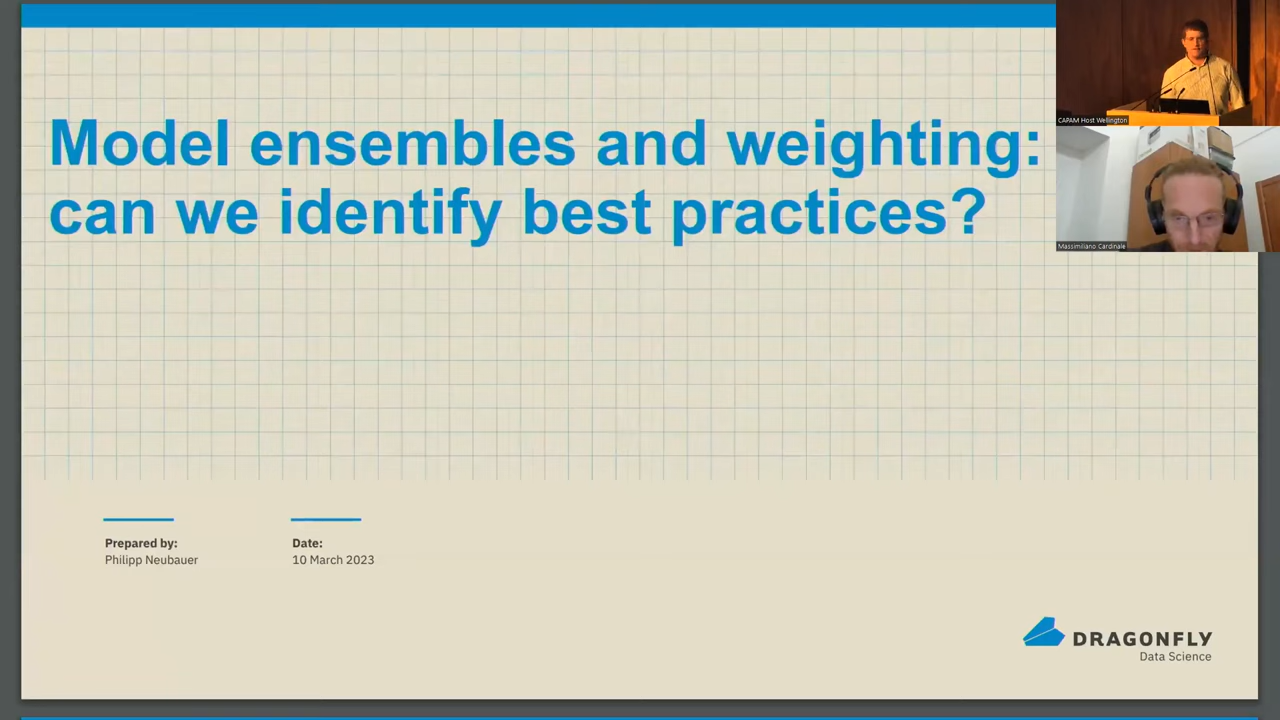 Model ensembles and weighting:
can we identify best practices?
CAPAM Host Wellington
Massimiliano Cardinale
Prepared by:
Philipp Neubauer
Date:
10 March 2023
DRAGONFLY
Data Science